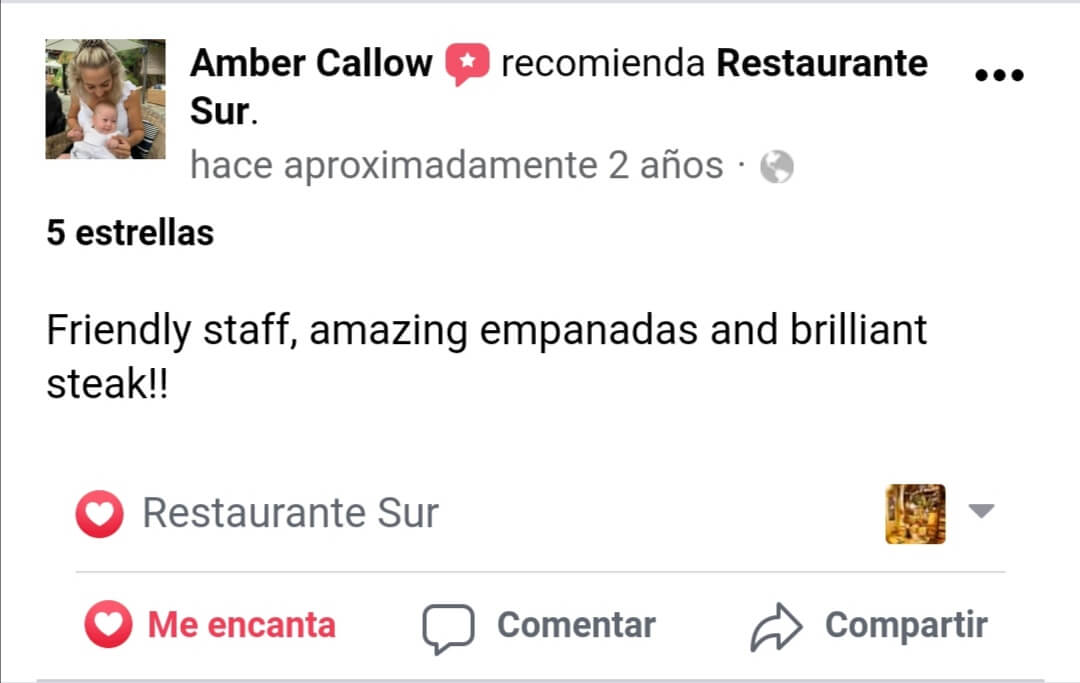 Amber Callow recomienda Restaurante
Sur.
hace aproximadamente 2 años ·
5 estrellas
Friendly staff, amazing empanadas and brilliant
steak!!
Restaurante Sur
Me encanta Comentar Compartir